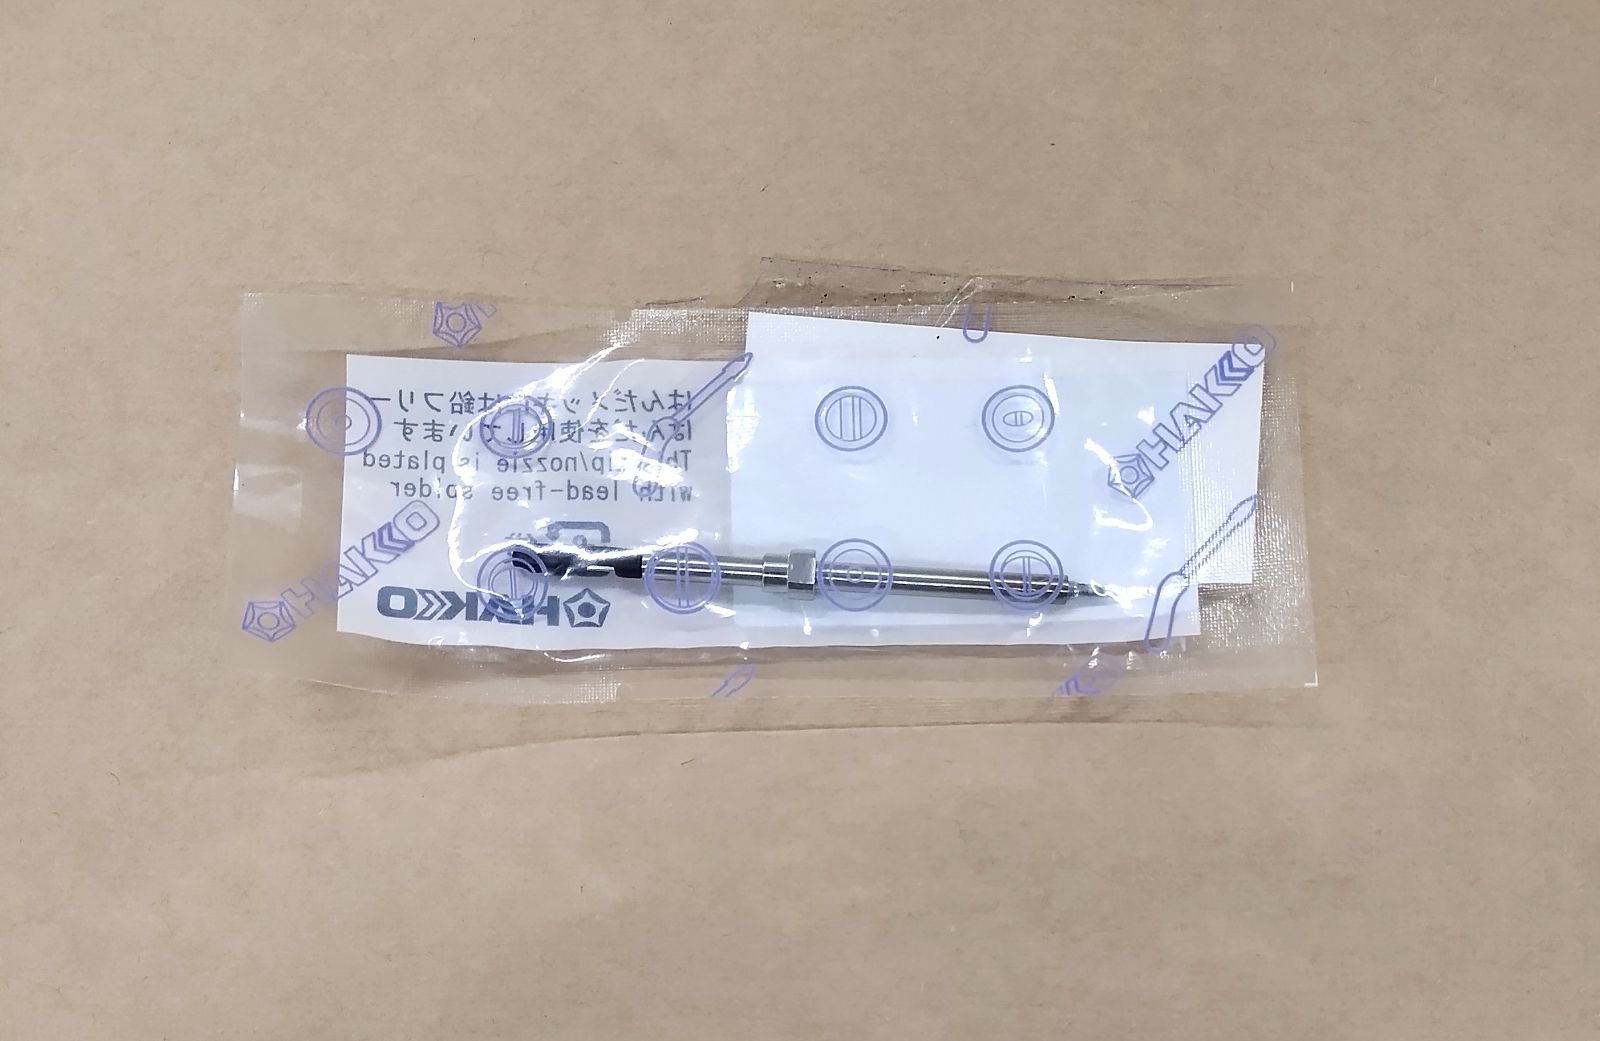 はんだメッキには鉛フリー
はんだを使用しています
This tip/nozzle is plated
with lead-free solder
HAKKO
HAKKO
HAKKO